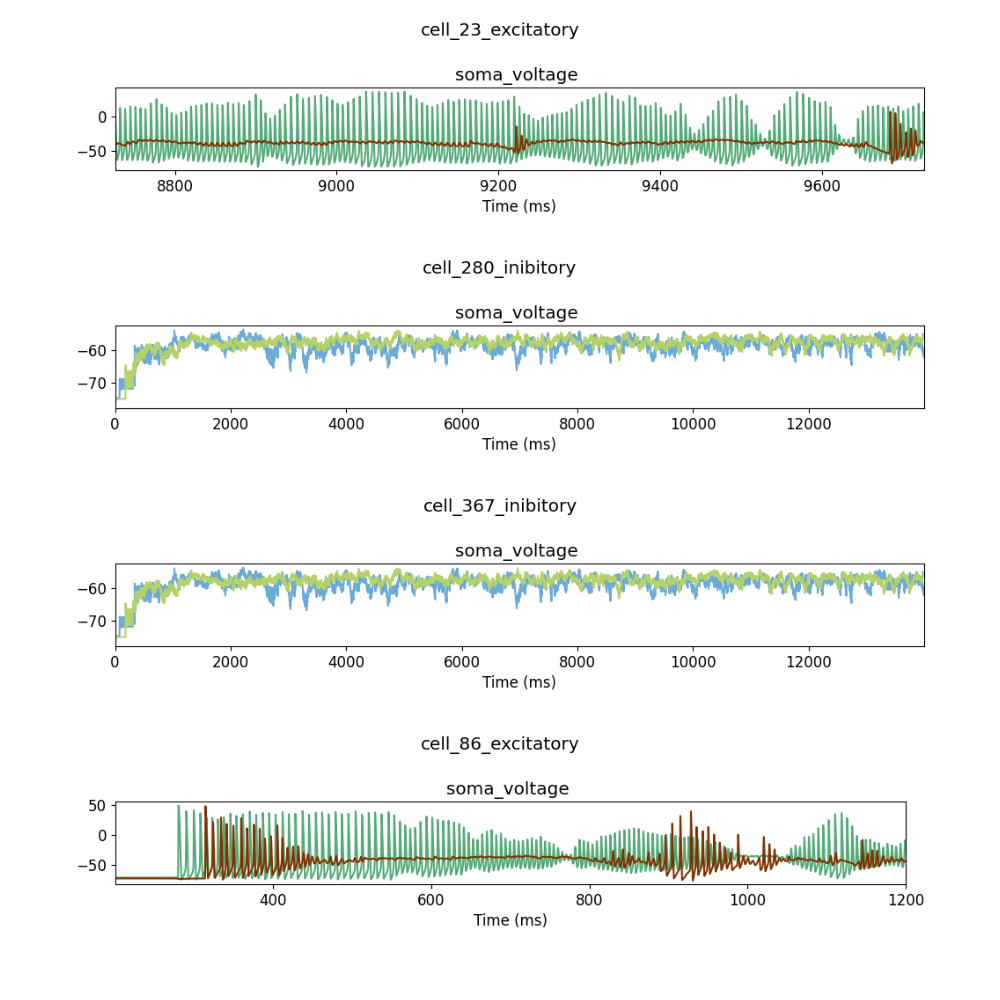 cell_23_excitatory
soma_voltage
0
−50
8800 9000 9200 9400 9600
Time (ms)
cell_280_inibitory
soma_voltage
−60
−70
0 2000 4000 6000 8000 10000 12000
Time (ms)
cell_367_inibitory
soma_voltage
−60
−70
0 2000 4000 6000 8000 10000 12000
Time (ms)
cell_86_excitatory
soma_voltage
50
0
−50
400 600 800 1000 1200
Time (ms)